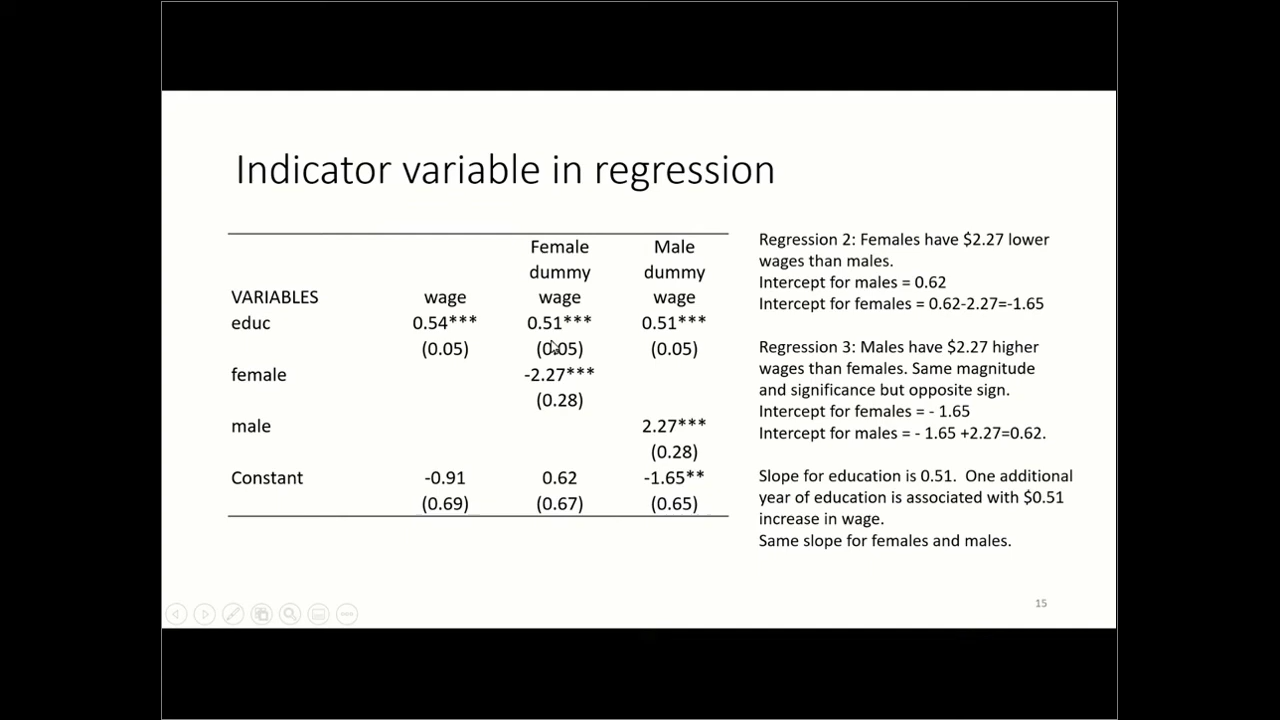 Indicator variable in regression
Female Male
dummy dummy
VARIABLES wage wage wage
educ 0.54*** 0.51*** 0.51***
(0.05) (0.05) (0.05)
female -2.27***
(0.28)
male 2.27***
(0.28)
Constant -0.91 0.62 -1.65**
(0.69) (0.67) (0.65)
Regression 2: Females have $2.27 lower
wages than males.
Intercept for males = 0.62
Intercept for females = 0.62-2.27=-1.65
Regression 3: Males have $2.27 higher
wages than females. Same magnitude
and significance but opposite sign.
Intercept for females = - 1.65
Intercept for males = - 1.65 +2.27=0.62.
Slope for education is 0.51. One additional
year of education is associated with $0.51
increase in wage.
Same slope for females and males.
15